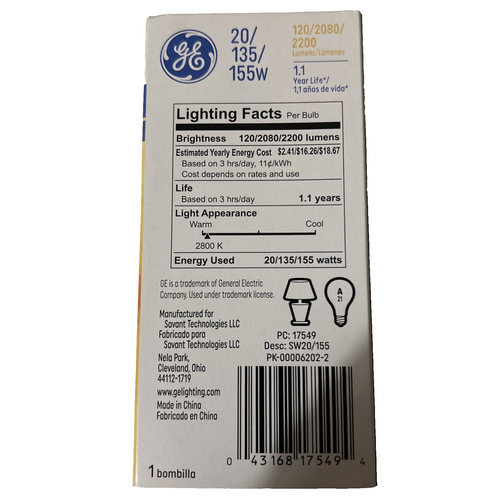 GE
20/
135/
155W
120/2080/
2200
Lumens/Lúmenes
1.1
Year Life*/
1,1 años de vida*
Lighting Facts Per Bulb
Brightness 120/2080/2200 lumens
Estimated Yearly Energy Cost $2.41/$16.26/$18.67
Based on 3 hrs/day, 11¢/kWh
Cost depends on rates and use
Life
Based on 3 hrs/day 1.1 years
Light Appearance
Warm Cool
2800 K
Energy Used 20/135/155 watts
GE is a trademark of General Electric
Company. Used under trademark license.
Manufactured for
Savant Technologies LLC
Fabricado para
Savant Technologies LLC
Nela Park,
Cleveland, Ohio
44112-1719
www.gelighting.com
Made in China
Fabricado en China
1 bombilla
A
21
PC: 17549
Desc: SW20/155
PK-00006202-2
0 43168 17549 4